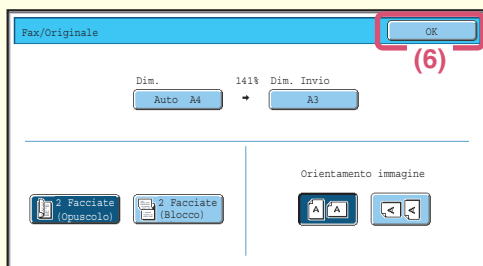 Fax/Originale
OK
(6)
Dim. 141% Dim. Invio
Auto A4
A3
Orientamento immagine
2 Facciate
(Opuscolo)
2 Facciate
(Blocco)
A A
A A